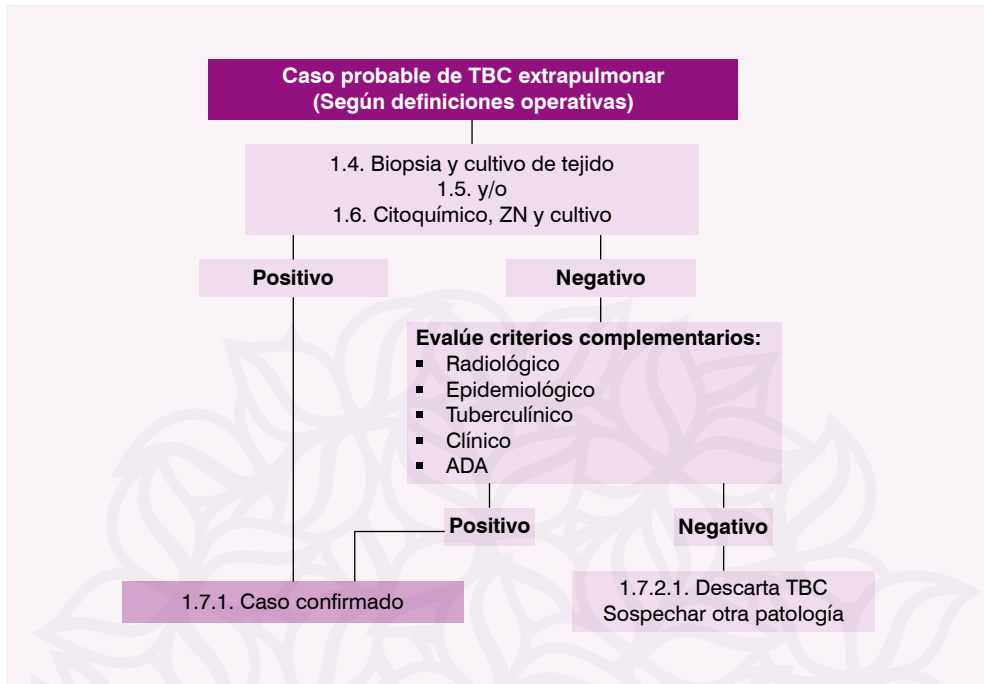 Caso probable de TBC extrapulmonar
(Según definiciones operativas)
1.4. Biopsia y cultivo de tejido
1.5. y/o
1.6. Citoquímico, ZN y cultivo
Positivo
Negativo
Evalúe criterios complementarios:
▪ Radiológico
▪ Epidemiológico
▪ Tuberculínico
▪ Clínico
▪ ADA
Positivo
Negativo
1.7.1. Caso confirmado
1.7.2.1. Descarta TBC
Sospechar otra patología